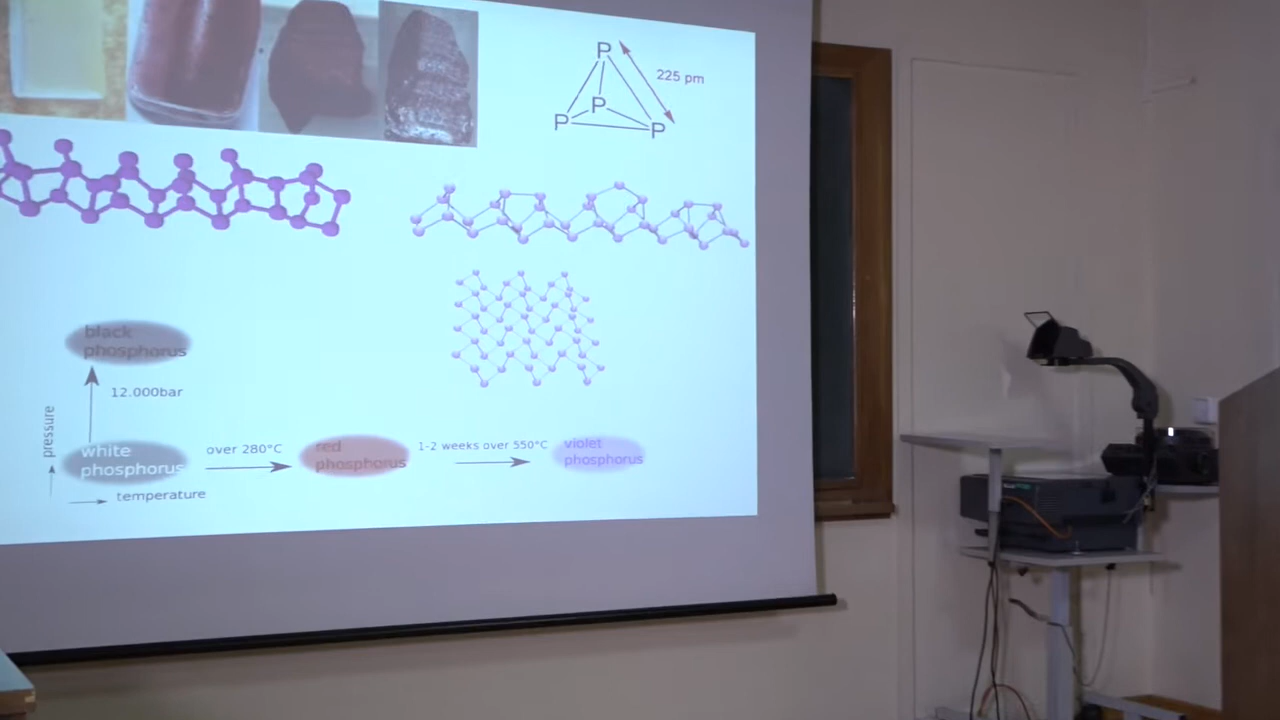 P
225 pm
P
P
P
black
phosphorus
12.000bar
pressure
white
phosphorus
over 280°C
red
phosphorus
1-2 weeks over 550°C
violet
phosphorus
temperature